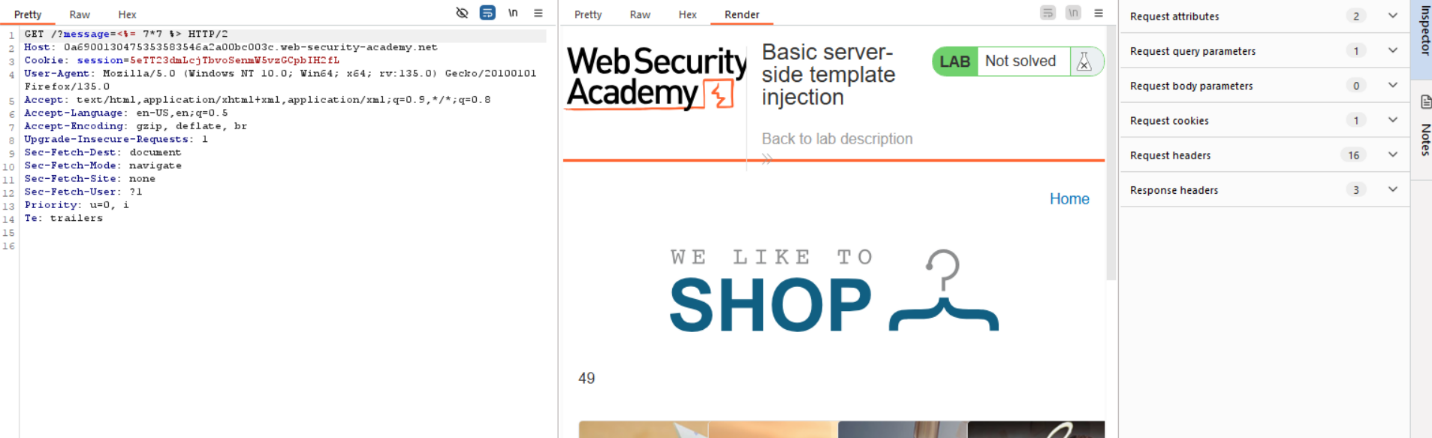 Pretty Raw Hex \n
1 GET /?message=<%= 7*7 %> HTTP/2
2 Host: 0a69001304753535835 46a2a00bc003c.web-security-academy.net
3 Cookie: session=5eTT23dmLcjTbvoSenmW5vzGCpbIH2fL
4 User-Agent: Mozilla/5.0 (Windows NT 10.0; Win64; x64; rv:135.0) Gecko/20100101
Firefox/135.0
5 Accept: text/html,application/xhtml+xml,application/xml;q=0.9,*/*;q=0.8
6 Accept-Language: en-US,en;q=0.5
7 Accept-Encoding: gzip, deflate, br
8 Upgrade-Insecure-Requests: 1
9 Sec-Fetch-Dest: document
10 Sec-Fetch-Mode: navigate
11 Sec-Fetch-Site: none
12 Sec-Fetch-User: ?1
13 Priority: u=0, i
14 Te: trailers
15
16
Pretty Raw Hex Render \n
Web Security
Academy
Basic server-
side template
injection
LAB Not solved
Back to lab description
Home
WE LIKE TO
SHOP
49
Request attributes 2
Request query parameters 1
Request body parameters 0
Request cookies 1
Request headers 16
Response headers 3
Inspector
Notes